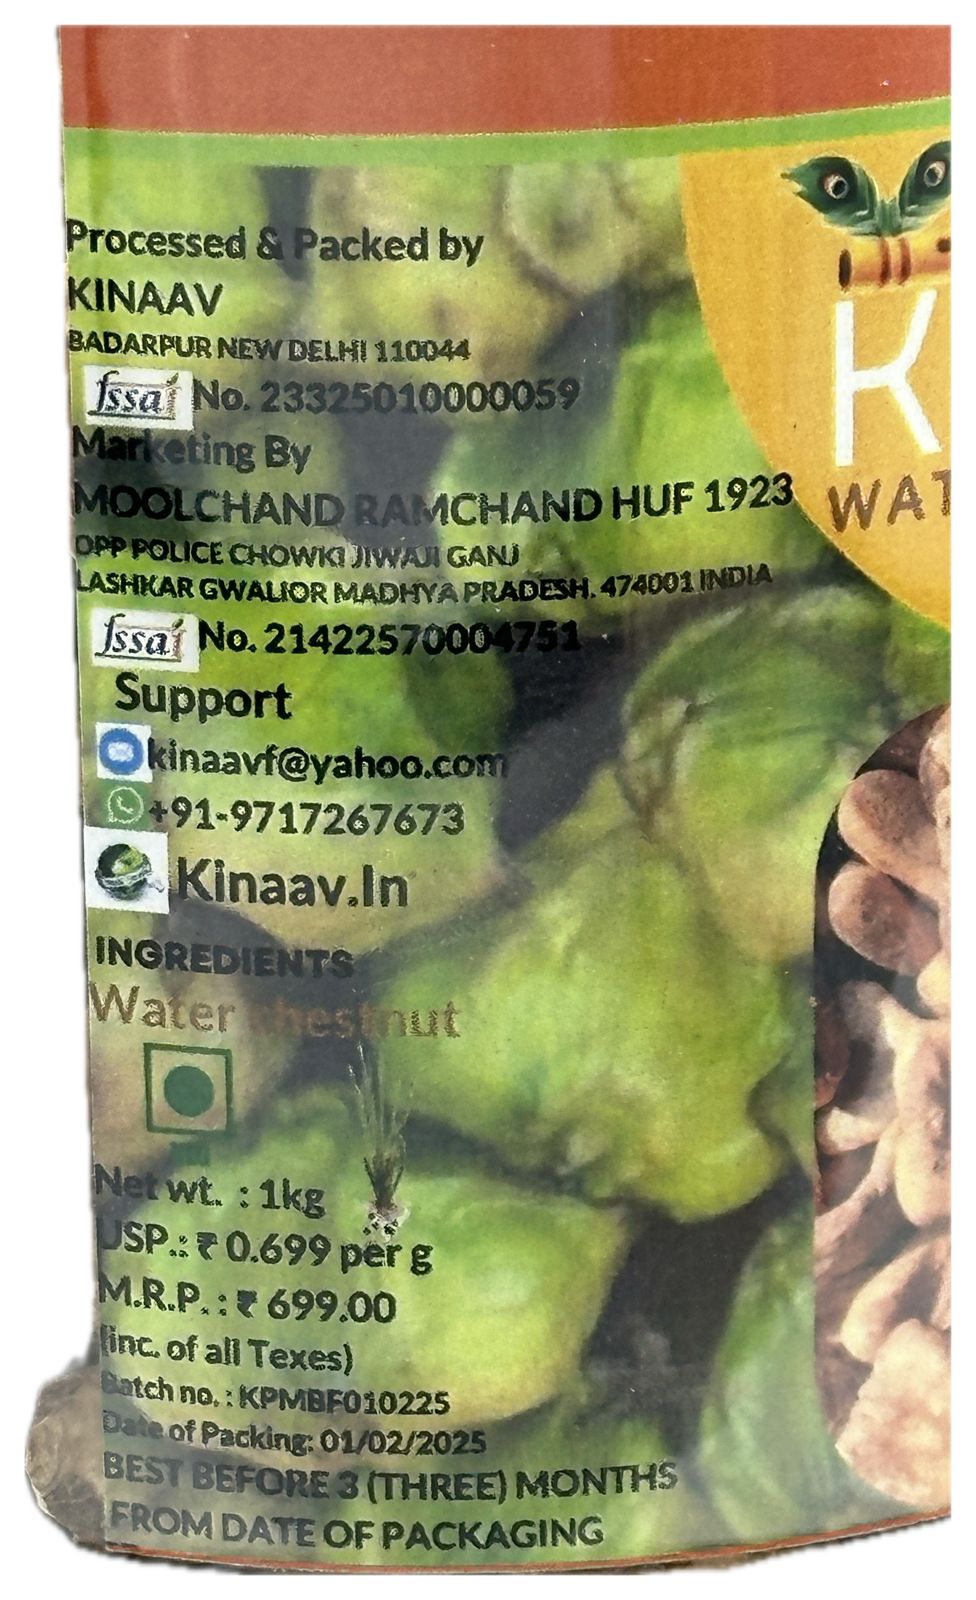 Processed & Packed by
KINAAV
BADARPUR NEW DELHI 110044
fssai No. 23325010000059
Marketing By
MOOLCHAND RAMCHAND HUF 1923
OPP POLICE CHOWKI JIWAJI GANJ
LASHKAR GWALIOR MADHYA PRADESH. 474001 INDIA
fssai No. 21422570004751
Support
kinaavf@yahoo.com
+91-9717267673
Kinaav.In
INGREDIENTS
Water chestnut
Net wt. : 1kg
USP.: ₹ 0.699 per g
M.R.P. : ₹ 699.00
(inc. of all Texes)
Batch no. : KPMBF010225
Date of Packing: 01/02/2025
BEST BEFORE 3 (THREE) MONTHS
FROM DATE OF PACKAGING
K
WAT